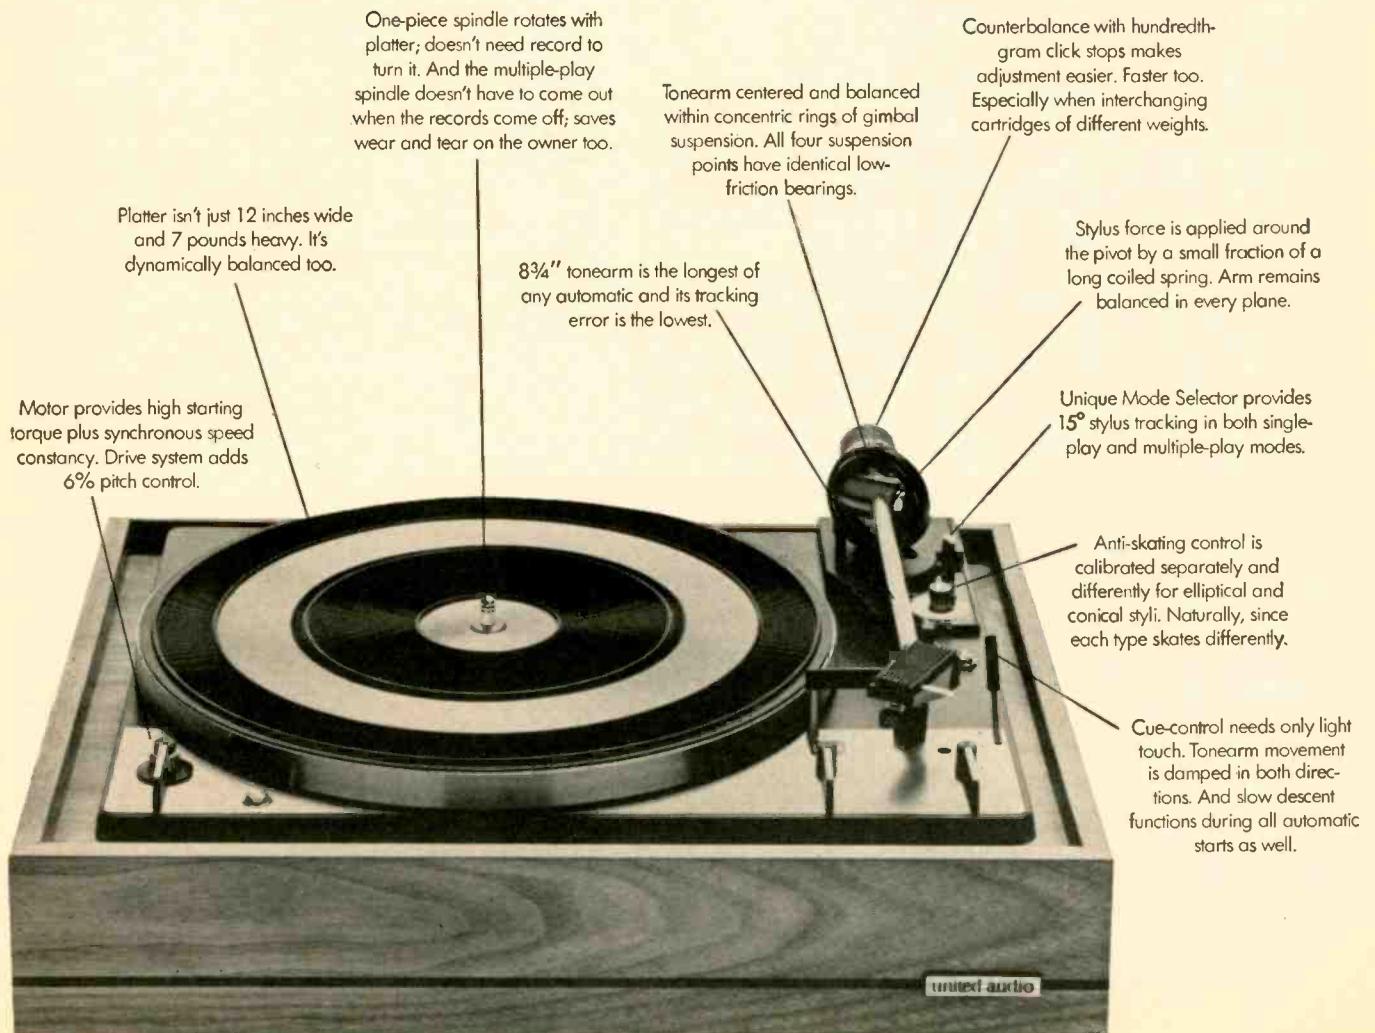 One-piece spindle rotates with
platter; doesn't need record to
turn it. And the multiple-play
spindle doesn't have to come out
when the records come off; saves
wear and tear on the owner too.
Counterbalance with hundredth-
gram click stops makes
adjustment easier. Faster too.
Especially when interchanging
cartridges of different weights.
Tonearm centered and balanced
within concentric rings of gimbal
suspension. All four suspension
points have identical low-
friction bearings.
Platter isn't just 12 inches wide
and 7 pounds heavy. It's
dynamically balanced too.
8¾" tonearm is the longest of
any automatic and its tracking
error is the lowest.
Stylus force is applied around
the pivot by a small fraction of a
long coiled spring. Arm remains
balanced in every plane.
Motor provides high starting
torque plus synchronous speed
constancy. Drive system adds
6% pitch control.
Unique Mode Selector provides
15° stylus tracking in both single-
play and multiple-play modes.
Anti-skating control is
calibrated separately and
differently for elliptical and
conical styli. Naturally, since
each type skates differently.
Cue-control needs only light
touch. Tonearm movement
is damped in both direc-
tions. And slow descent
functions during all automatic
starts as well.
united audio